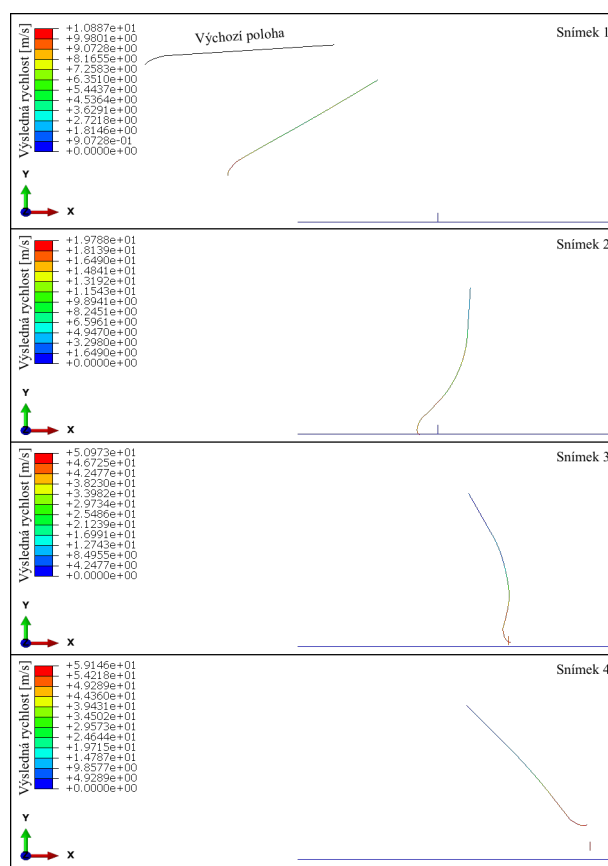 Výsledná rychlost [m/s]
+1.0887e+01
+9.9801e+00
+9.0728e+00
+8.1655e+00
+7.2583e+00
+6.3510e+00
+5.4437e+00
+4.5364e+00
+3.6291e+00
+2.7218e+00
+1.8146e+00
+9.0728e-01
+0.0000e+00
Výchozí poloha
Snímek 1
Y
X
Výsledná rychlost [m/s]
+1.9788e+01
+1.8139e+01
+1.6490e+01
+1.4841e+01
+1.3192e+01
+1.1543e+01
+9.8941e+00
+8.2451e+00
+6.5961e+00
+4.9470e+00
+3.2980e+00
+1.6490e+00
+0.0000e+00
Snímek 2
Y
X
Výsledná rychlost [m/s]
+5.0973e+01
+4.6725e+01
+4.2477e+01
+3.8230e+01
+3.3982e+01
+2.9734e+01
+2.5486e+01
+2.1239e+01
+1.6991e+01
+1.2743e+01
+8.4955e+00
+4.2477e+00
+0.0000e+00
Snímek 3
Y
X
Výsledná rychlost [m/s]
+5.9146e+01
+5.4218e+01
+4.9289e+01
+4.4360e+01
+3.9431e+01
+3.4502e+01
+2.9573e+01
+2.4644e+01
+1.9715e+01
+1.4787e+01
+9.8577e+00
+4.9289e+00
+0.0000e+00
Snímek 4
Y
X